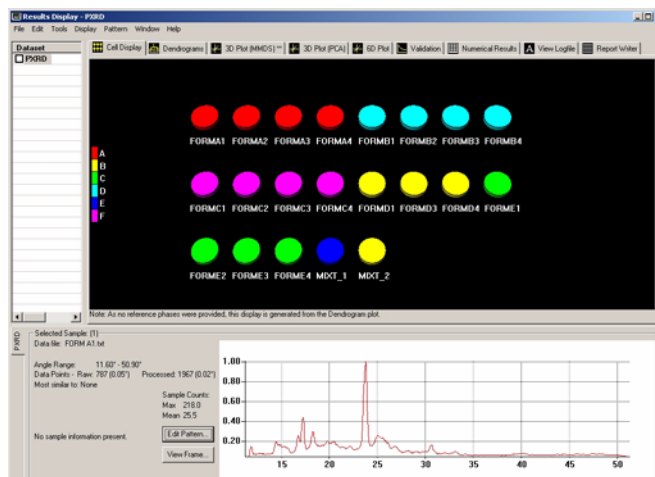 Results Display - PXRD
File Edit Tools Display Pattern Window Help
Dataset
PXRD
Cell Display Dendrograms 3D Plot (MMDS) ** 3D Plot (PCA) 6D Plot Validation Numerical Results View Logfile Report Writer
FORMA1 FORMA2 FORMA3 FORMA4 FORMB1 FORMB2 FORMB3 FORMB4
A
B
C
D
E
F
FORMC1 FORMC2 FORMC3 FORMC4 FORMD1 FORMD3 FORMD4 FORME1
FORME2 FORME3 FORME4 MIXT_1 MIXT_2
Note: As no reference phases were provided, this display is generated from the Dendrogram plot.
PXRD
Selected Sample: (1)
Data file: FORM A1.txt
Angle Range: 11.60° - 50.90°
Data Points - Raw: 787 (0.05°) Processed: 1967 (0.02°)
Most similar to: None
Sample Counts:
Max 218.0
Mean 25.5
No sample information present.
Edit Pattern...
View Frame...
1.00
0.80
0.60
0.40
0.20
15 20 25 30 35 40 45 50